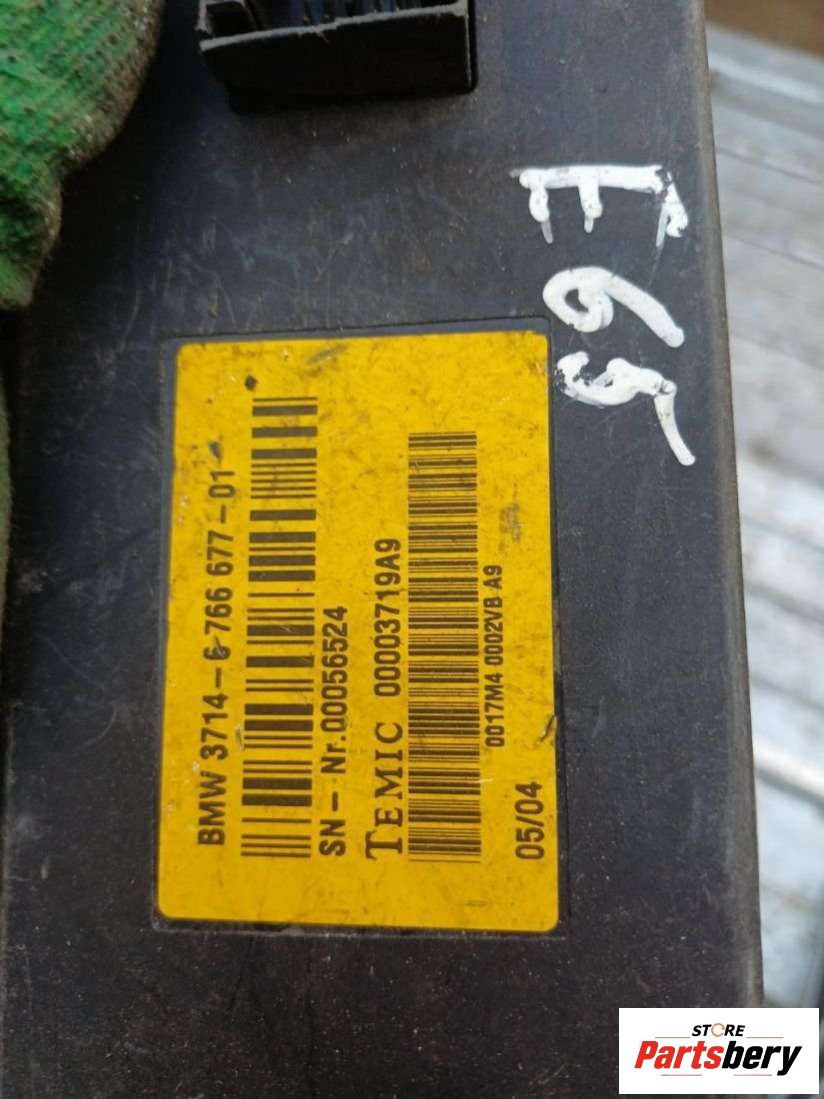 E65
BMW 3714-6 766 677-01
SN-Nr.00056524
TEMIC 00003719A9
0017M4 0002VB A9
05/04
STORE
Partsbery